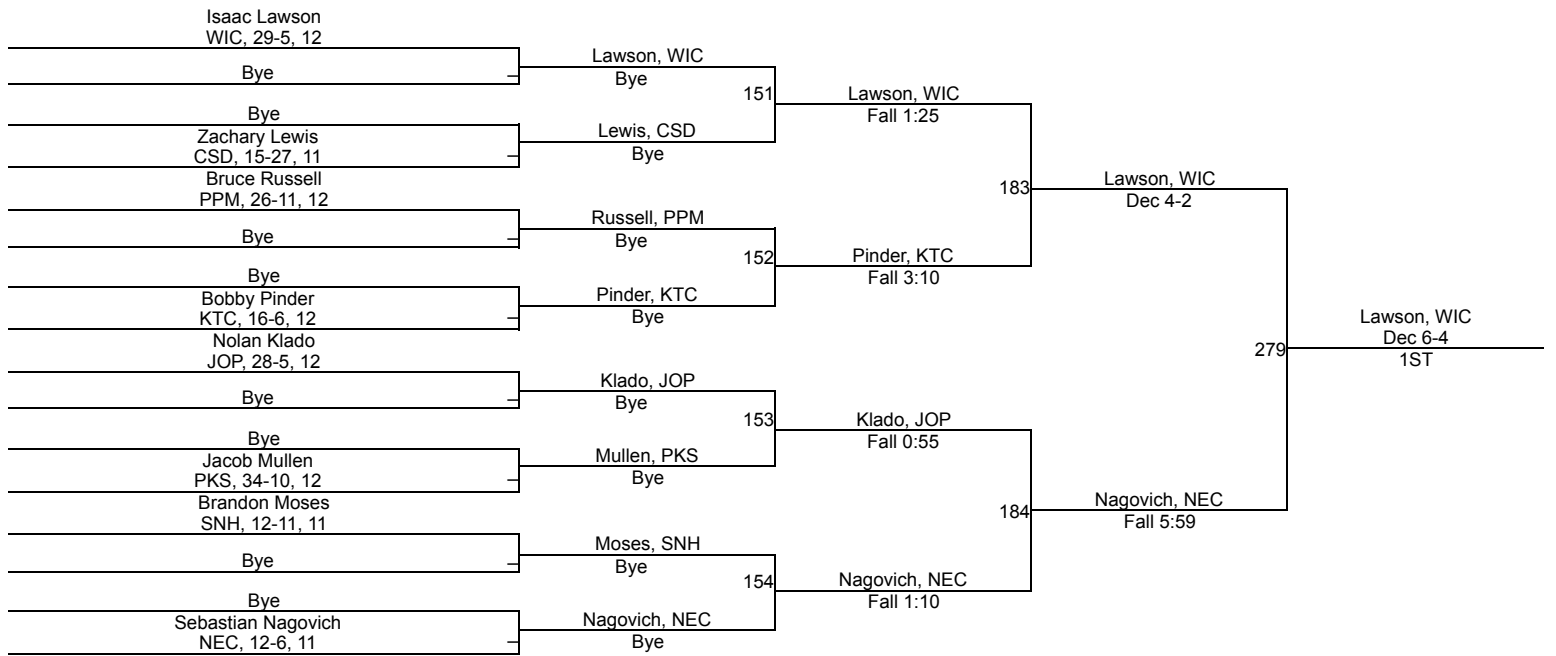 Isaac Lawson
WIC, 29-5, 12
Bye
Bye
Zachary Lewis
CSD, 15-27, 11
Bruce Russell
PPM, 26-11, 12
Bye
Bye
Bobby Pinder
KTC, 16-6, 12
Nolan Klado
JOP, 28-5, 12
Bye
Bye
Jacob Mullen
PKS, 34-10, 12
Brandon Moses
SNH, 12-11, 11
Bye
Bye
Sebastian Nagovich
NEC, 12-6, 11
Lawson, WIC
Bye
151
Lewis, CSD
Bye
Russell, PPM
Bye
152
Pinder, KTC
Bye
Klado, JOP
Bye
153
Mullen, PKS
Bye
Moses, SNH
Bye
154
Nagovich, NEC
Bye
Lawson, WIC
Fall 1:25
183
Pinder, KTC
Fall 3:10
Klado, JOP
Fall 0:55
184
Nagovich, NEC
Fall 1:10
Lawson, WIC
Dec 4-2
279
Nagovich, NEC
Fall 5:59
Lawson, WIC
Dec 6-4
1ST